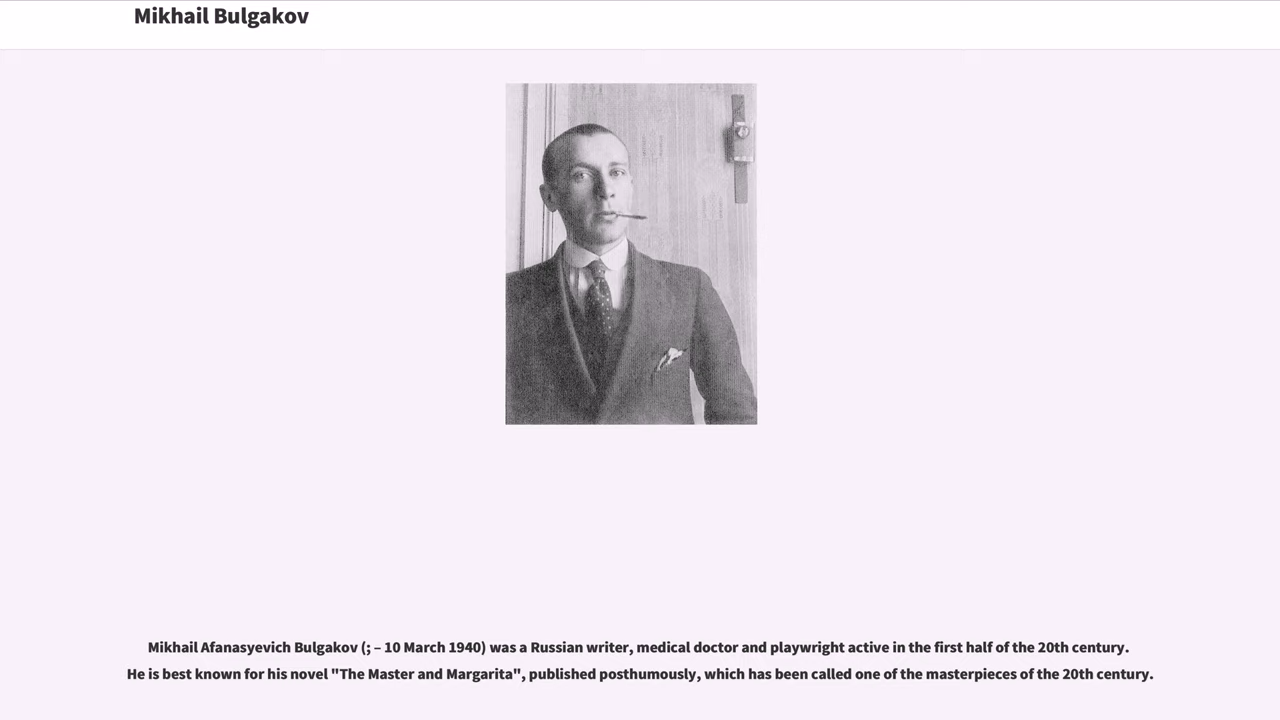 Mikhail Bulgakov
Mikhail Afanasyevich Bulgakov (; – 10 March 1940) was a Russian writer, medical doctor and playwright active in the first half of the 20th century.
He is best known for his novel "The Master and Margarita", published posthumously, which has been called one of the masterpieces of the 20th century.